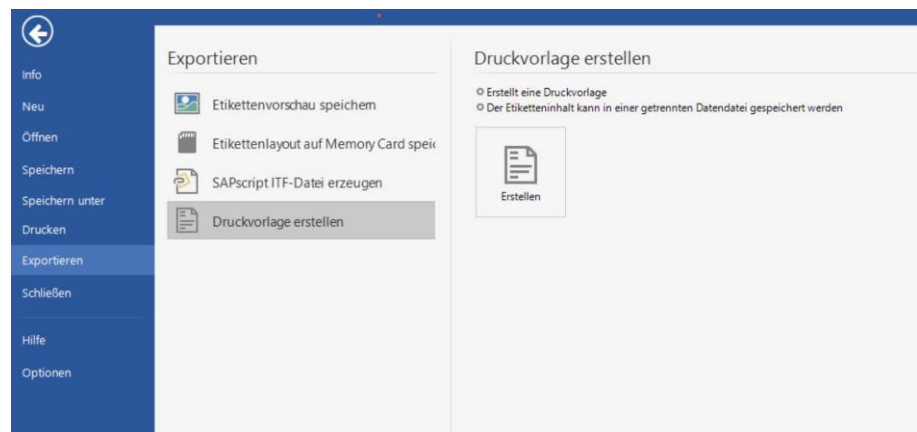 Info
Neu
Öffnen
Speichern
Speichern unter
Drucken
Exportieren
Schließen
Hilfe
Optionen
Exportieren
Etikettenvorschau speichern
Etikettenlayout auf Memory Card speic
SAPscript ITF-Datei erzeugen
Druckvorlage erstellen
Druckvorlage erstellen
Erstellt eine Druckvorlage
Der Etiketteninhalt kann in einer getrennten Datendatei gespeichert werden
Erstellen